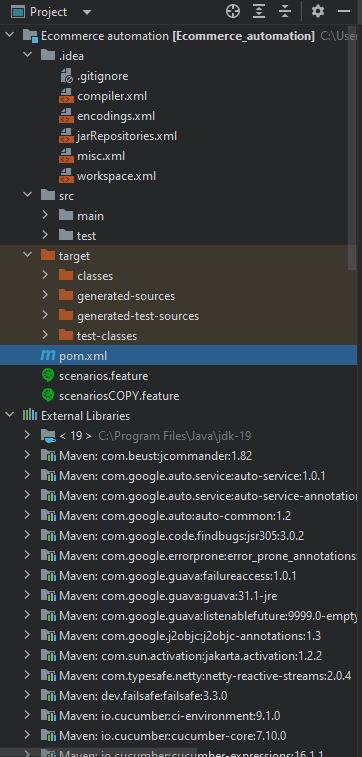 Project
Ecommerce automation [Ecommerce_automation] C:\User
.idea
.gitignore
compiler.xml
encodings.xml
jarRepositories.xml
misc.xml
workspace.xml
src
main
test
target
classes
generated-sources
generated-test-sources
test-classes
pom.xml
scenarios.feature
scenariosCOPY.feature
External Libraries
< 19 > C:\Program Files\Java\jdk-19
Maven: com.beust:jcommander:1.82
Maven: com.google.auto.service:auto-service:1.0.1
Maven: com.google.auto.service:auto-service-annotation
Maven: com.google.auto:auto-common:1.2
Maven: com.google.code.findbugs:jsr305:3.0.2
Maven: com.google.errorprone:error_prone_annotations:
Maven: com.google.guava:failureaccess:1.0.1
Maven: com.google.guava:guava:31.1-jre
Maven: com.google.guava:listenablefuture:9999.0-empty
Maven: com.google.j2objc:j2objc-annotations:1.3
Maven: com.sun.activation:jakarta.activation:1.2.2
Maven: com.typesafe.netty:netty-reactive-streams:2.0.4
Maven: dev.failsafe:failsafe:3.3.0
Maven: io.cucumber:ci-environment:9.1.0
Maven: io.cucumber:cucumber-core:7.10.0
Maven: io.cucumber:cucumber-expressions:16.1.1